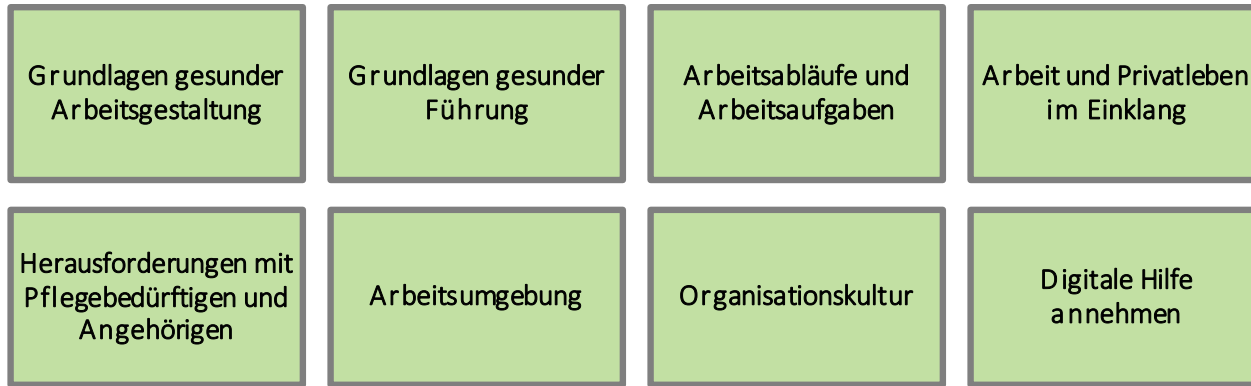 Grundlagen gesunder
Arbeitsgestaltung
Grundlagen gesunder
Führung
Arbeitsabläufe und
Arbeitsaufgaben
Arbeit und Privatleben
im Einklang
Herausforderungen mit
Pflegebedürftigen und
Angehörigen
Arbeitsumgebung
Organisationskultur
Digitale Hilfe
annehmen